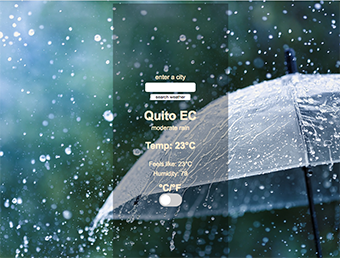 enter a city
search weather
Quito EC
moderate rain
Temp: 23°C
Feels like: 23°C
Humidity: 78
°C/°F